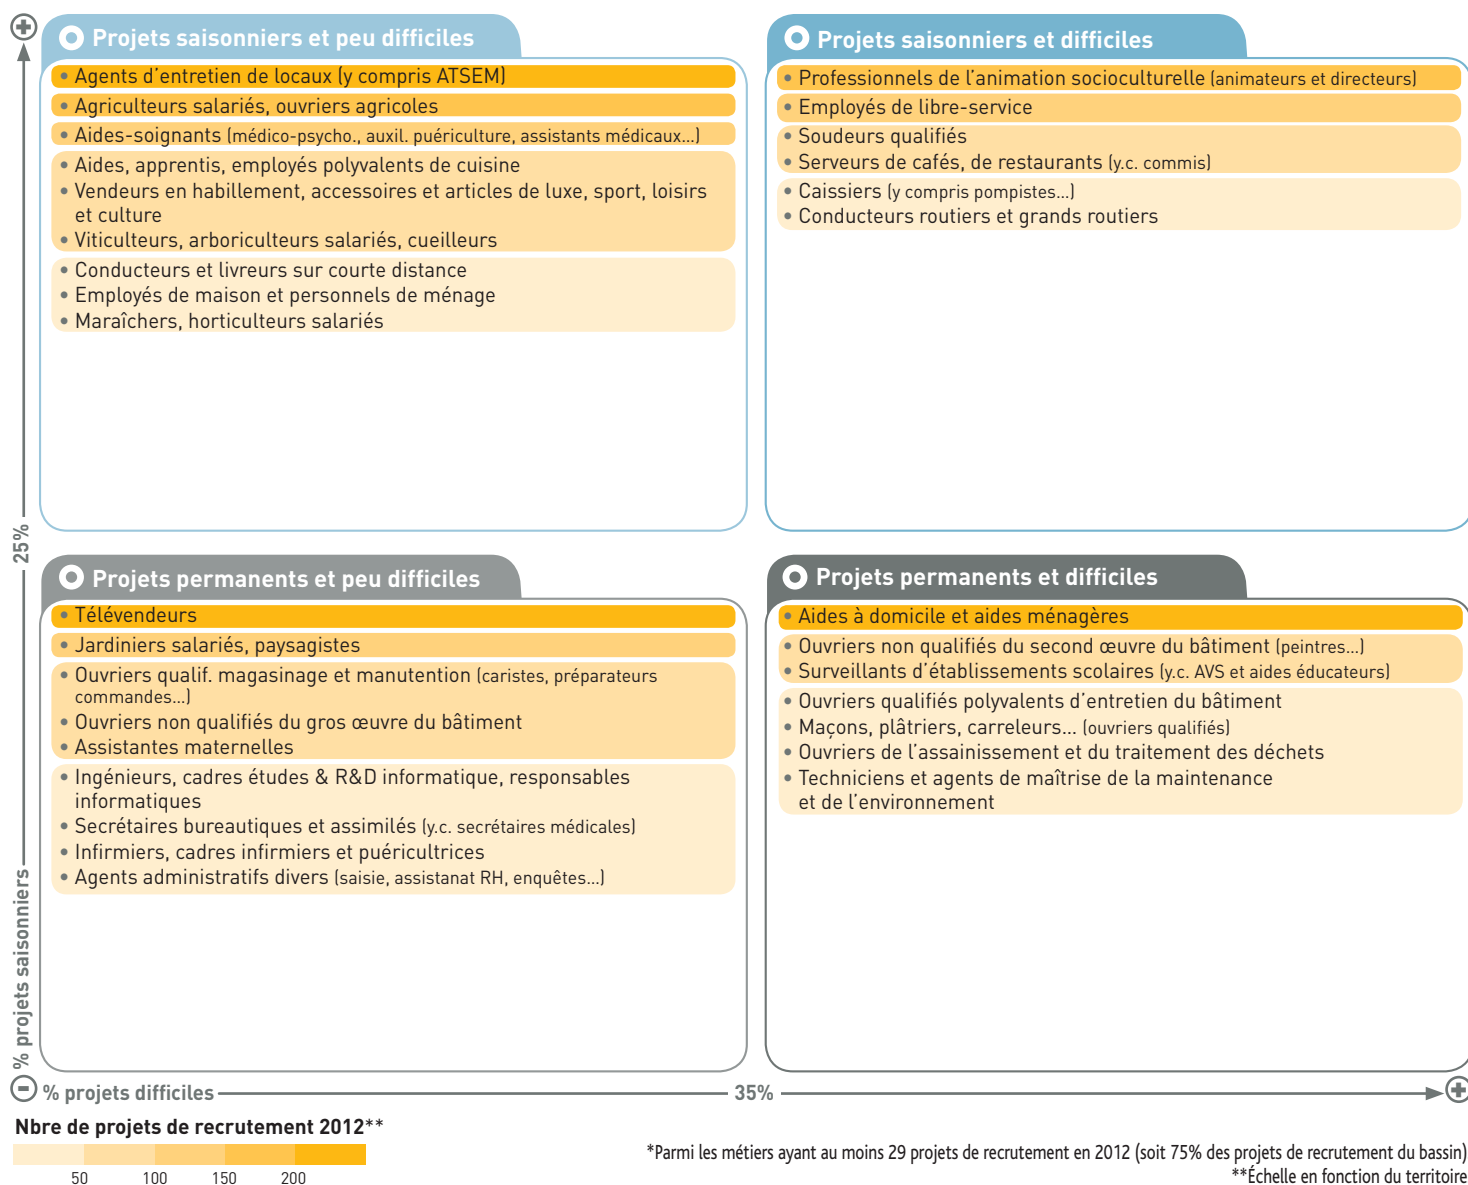 Projets saisonniers et peu difficiles
• Agents d'entretien de locaux (y compris ATSEM)
• Agriculteurs salariés, ouvriers agricoles
• Aides-soignants (médico-psycho., auxil. puériculture, assistants médicaux...)
• Aides, apprentis, employés polyvalents de cuisine
• Vendeurs en habillement, accessoires et articles de luxe, sport, loisirs
et culture
• Viticulteurs, arboriculteurs salariés, cueilleurs
• Conducteurs et livreurs sur courte distance
• Employés de maison et personnels de ménage
• Maraîchers, horticulteurs salariés
Projets saisonniers et difficiles
• Professionnels de l'animation socioculturelle (animateurs et directeurs)
• Employés de libre-service
• Soudeurs qualifiés
• Serveurs de cafés, de restaurants (y.c. commis)
• Caissiers (y compris pompistes...)
• Conducteurs routiers et grands routiers
Projets permanents et peu difficiles
• Télévendeurs
• Jardiniers salariés, paysagistes
• Ouvriers qualif. magasinage et manutention (caristes, préparateurs
commandes...)
• Ouvriers non qualifiés du gros œuvre du bâtiment
• Assistantes maternelles
• Ingénieurs, cadres études & R&D informatique, responsables
informatiques
• Secrétaires bureautiques et assimilés (y.c. secrétaires médicales)
• Infirmiers, cadres infirmiers et puéricultrices
• Agents administratifs divers (saisie, assistanat RH, enquêtes...)
Projets permanents et difficiles
• Aides à domicile et aides ménagères
• Ouvriers non qualifiés du second œuvre du bâtiment (peintres...)
• Surveillants d'établissements scolaires (y.c. AVS et aides éducateurs)
• Ouvriers qualifiés polyvalents d'entretien du bâtiment
• Maçons, plâtriers, carreleurs... (ouvriers qualifiés)
• Ouvriers de l'assainissement et du traitement des déchets
• Techniciens et agents de maîtrise de la maintenance
et de l'environnement
+
25%
% projets saisonniers
-
% projets difficiles
35%
+
Nbre de projets de recrutement 2012**
50 100 150 200
*Parmi les métiers ayant au moins 29 projets de recrutement en 2012 (soit 75% des projets de recrutement du bassin)
**Échelle en fonction du territoire